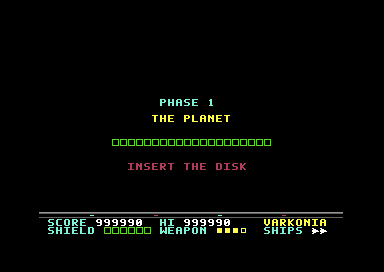 PHASE 1
THE PLANET
INSERT THE DISK
SCORE 999990 HI 999990 VARKONIA
SHIELD WEAPON SHIPS